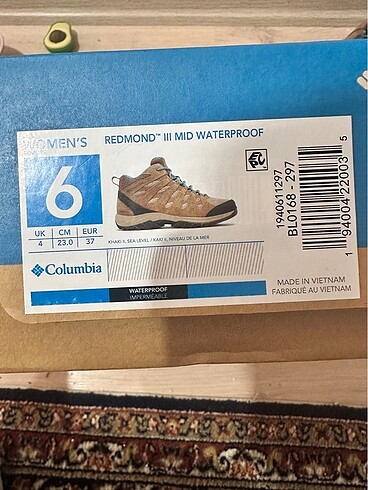 WOMEN'S
REDMOND™ III MID WATERPROOF
6
UK CM EUR
4 23.0 37
KHAKI II, SEA LEVEL / KAKI II, NIVEAU DE LA MER
Columbia
WATERPROOF
IMPERMÉABLE
1940611297
BL0168 - 297
1 94004 22003 5
MADE IN VIETNAM
FABRIQUÉ AU VIETNAM